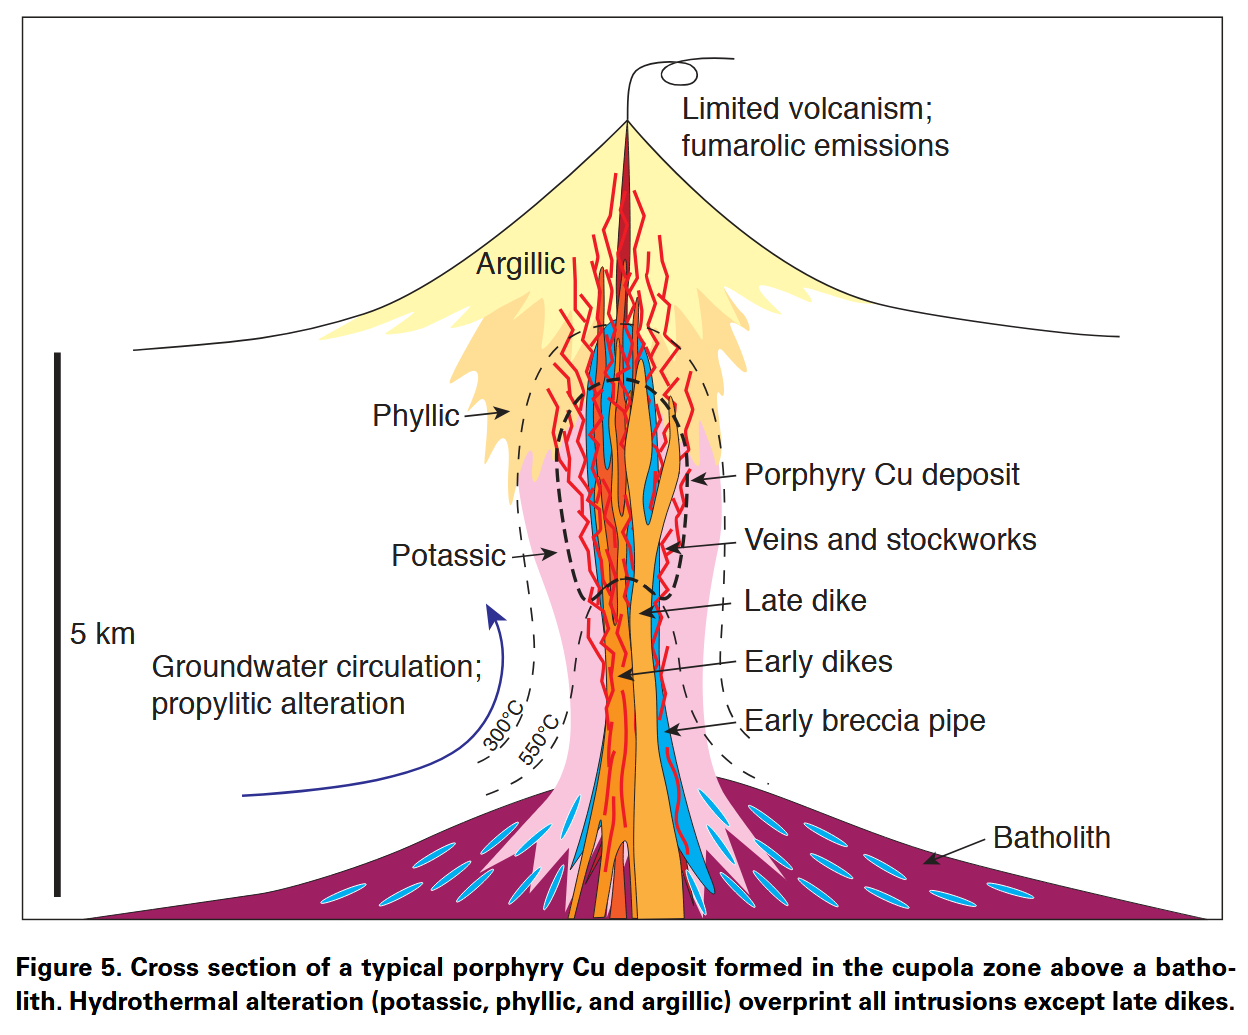 Limited volcanism;
fumarolic emissions
Argillic
Phyllic
Porphyry Cu deposit
Veins and stockworks
Potassic
Late dike
5 km
Groundwater circulation;
propylitic alteration
Early dikes
300°C
550°C
Early breccia pipe
Batholith
Figure 5. Cross section of a typical porphyry Cu deposit formed in the cupola zone above a batho-
lith. Hydrothermal alteration (potassic, phyllic, and argillic) overprint all intrusions except late dikes.